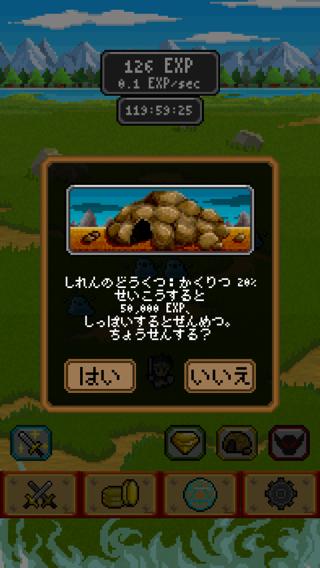 126 EXP
0.1 EXP/sec
119:59:25
しれんのどうくつ：かくりつ 20%
せいこうすると
50,000 EXP、
しっぱいするとぜんめつ。
ちょうせんする？
はい
いいえ